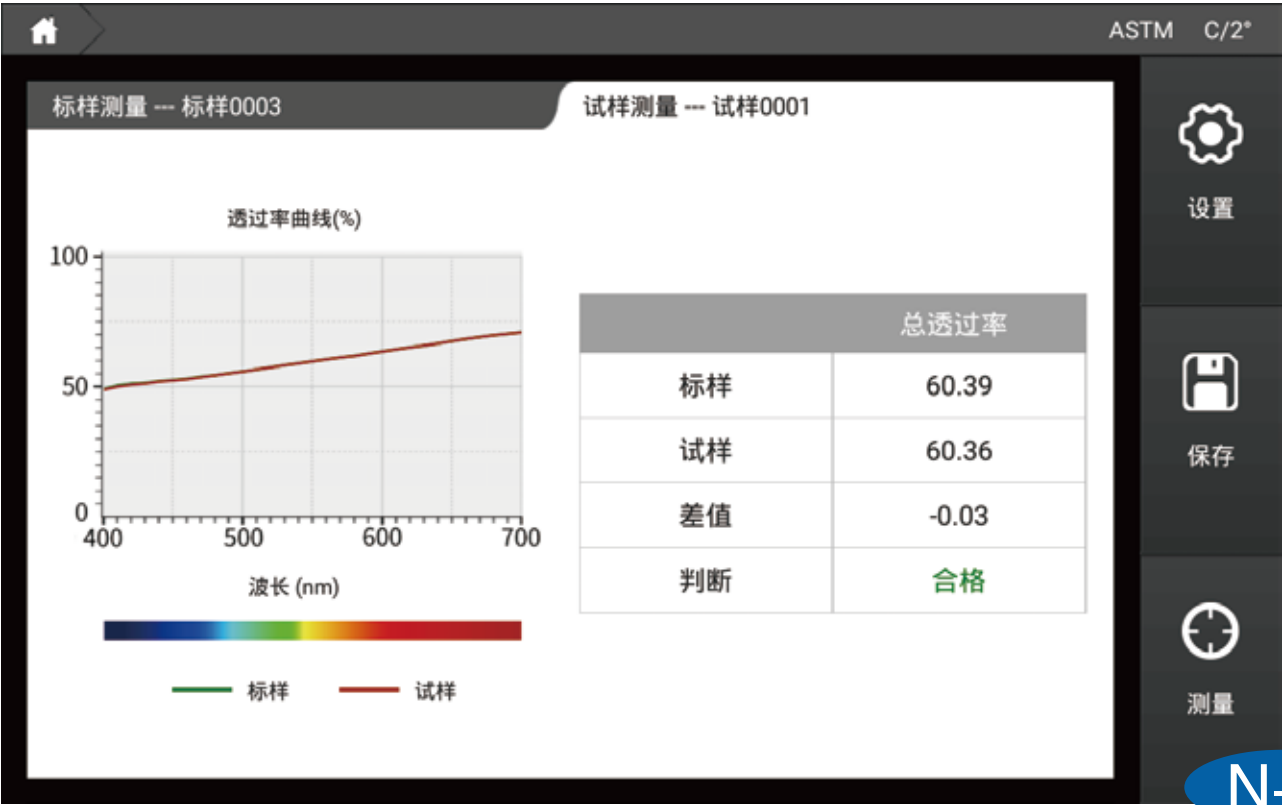 ASTM C/2°
标样测量 --- 标样0003
试样测量 --- 试样0001
设置
透过率曲线(%)
100
50
0
400 500 600 700
波长 (nm)
标样 试样
总透过率
标样 60.39
试样 60.36
差值 -0.03
判断 合格
保存
测量
N-